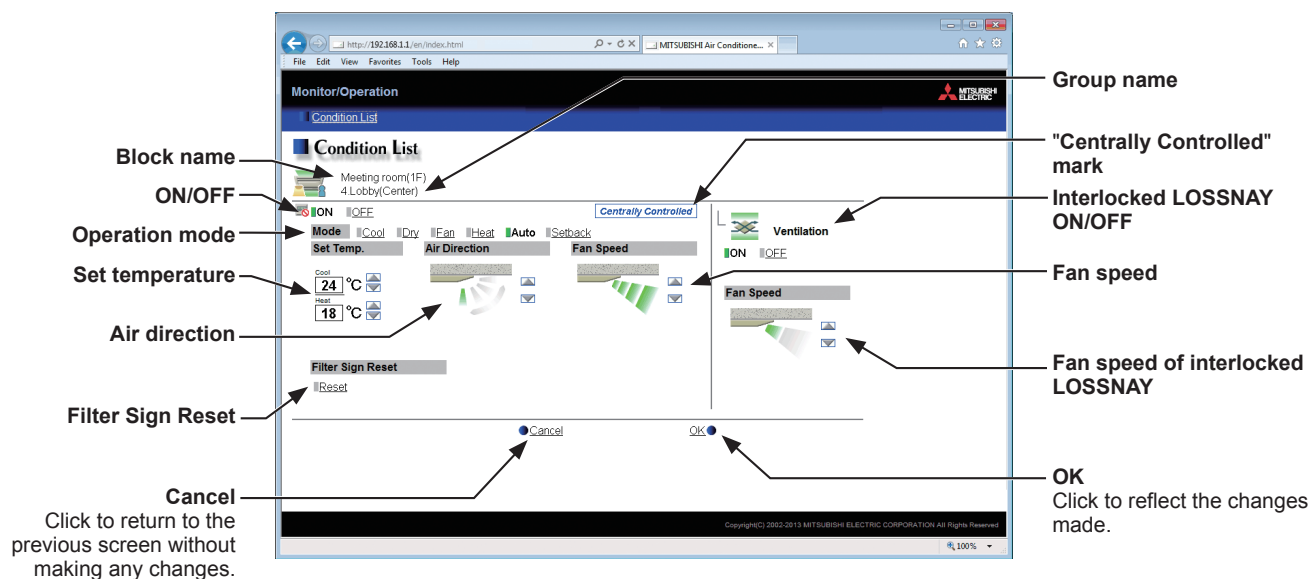 http://192.168.1.1/en/index.html
MITSUBISHI Air Conditione...
File Edit View Favorites Tools Help
Monitor/Operation
MITSUBISHI
ELECTRIC
Condition List
Condition List
Meeting room(1F)
4.Lobby(Center)
ON OFF
Centrally Controlled
Mode Cool Dry Fan Heat Auto Setback
Set Temp. Air Direction Fan Speed
Cool
24 °C
Heat
18 °C
Filter Sign Reset
Reset
Ventilation
ON OFF
Fan Speed
Cancel OK
Copyright(C) 2002-2013 MITSUBISHI ELECTRIC CORPORATION All Rights Reserved
100%
Block name
ON/OFF
Operation mode
Set temperature
Air direction
Filter Sign Reset
Cancel
Click to return to the
previous screen without
making any changes.
Group name
"Centrally Controlled"
mark
Interlocked LOSSNAY
ON/OFF
Fan speed
Fan speed of interlocked
LOSSNAY
OK
Click to reflect the changes
made.